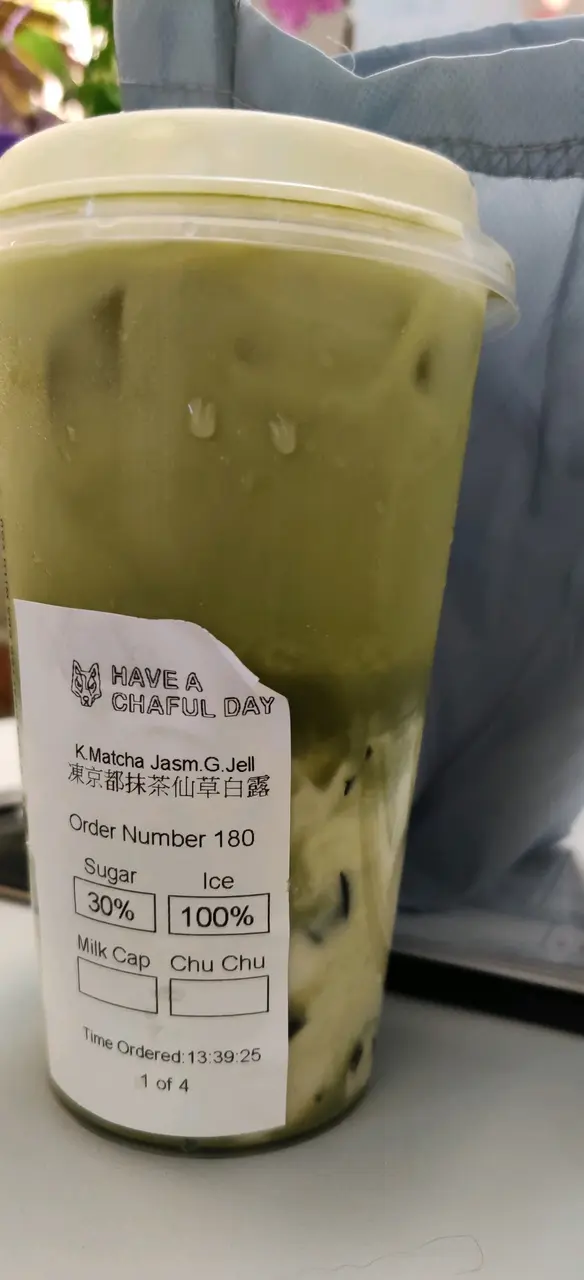 HAVE A
CHAFUL DAY
K.Matcha Jasm.G.Jell
凍京都抹茶仙草白露
Order Number 180
Sugar Ice
30% 100%
Milk Cap Chu Chu
Time Ordered:13:39:25
1 of 4